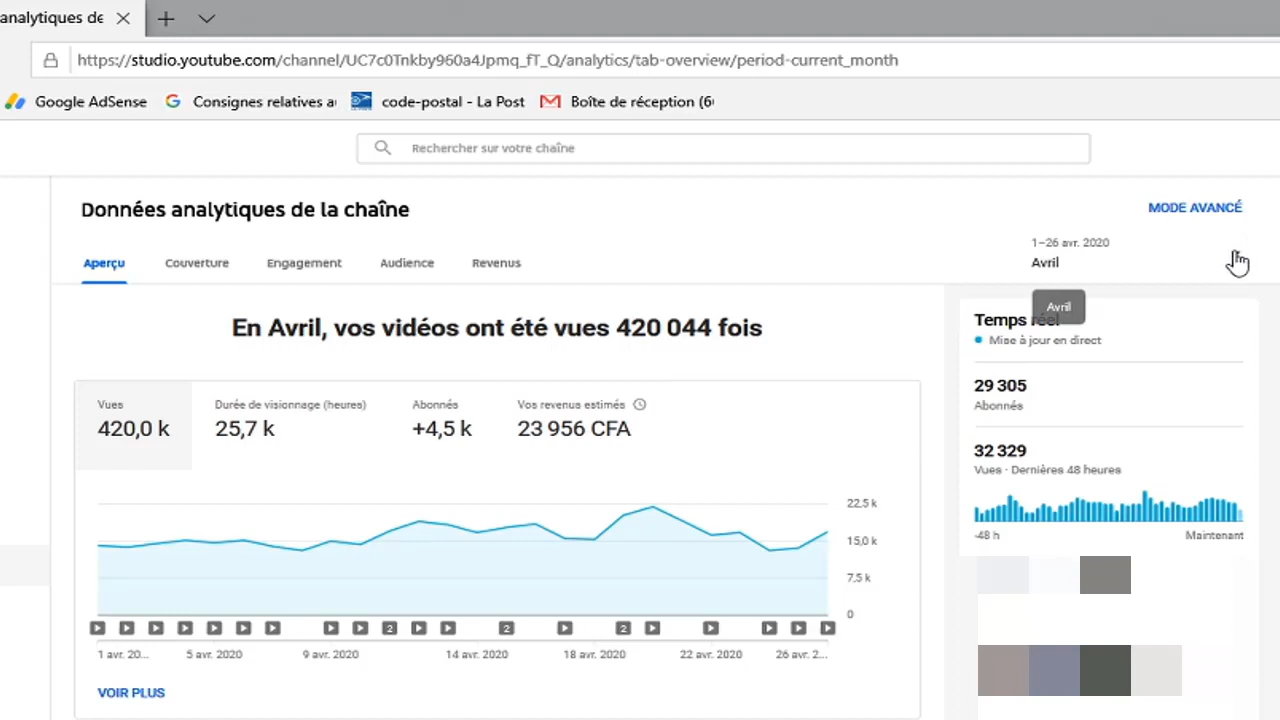 analytiques de
https://studio.youtube.com/channel/UC7c0Tnkby960a4Jpmq_fT_Q/analytics/tab-overview/period-current_month
Google AdSense
Consignes relatives a
code-postal - La Post
Boîte de réception (6
Rechercher sur votre chaîne
Données analytiques de la chaîne
MODE AVANCÉ
1–26 avr. 2020
Aperçu
Couverture
Engagement
Audience
Revenus
Avril
Avril
En Avril, vos vidéos ont été vues 420 044 fois
Temps réel
Mise à jour en direct
Vues
420,0 k
Durée de visionnage (heures)
25,7 k
Abonnés
+4,5 k
Vos revenus estimés
23 956 CFA
29 305
Abonnés
32 329
Vues · Dernières 48 heures
-48 h
Maintenant
22,5 k
15,0 k
7,5 k
0
2
2
2
1 avr. 20...
5 avr. 2020
9 avr. 2020
14 avr. 2020
18 avr. 2020
22 avr. 2020
26 avr. 2...
VOIR PLUS